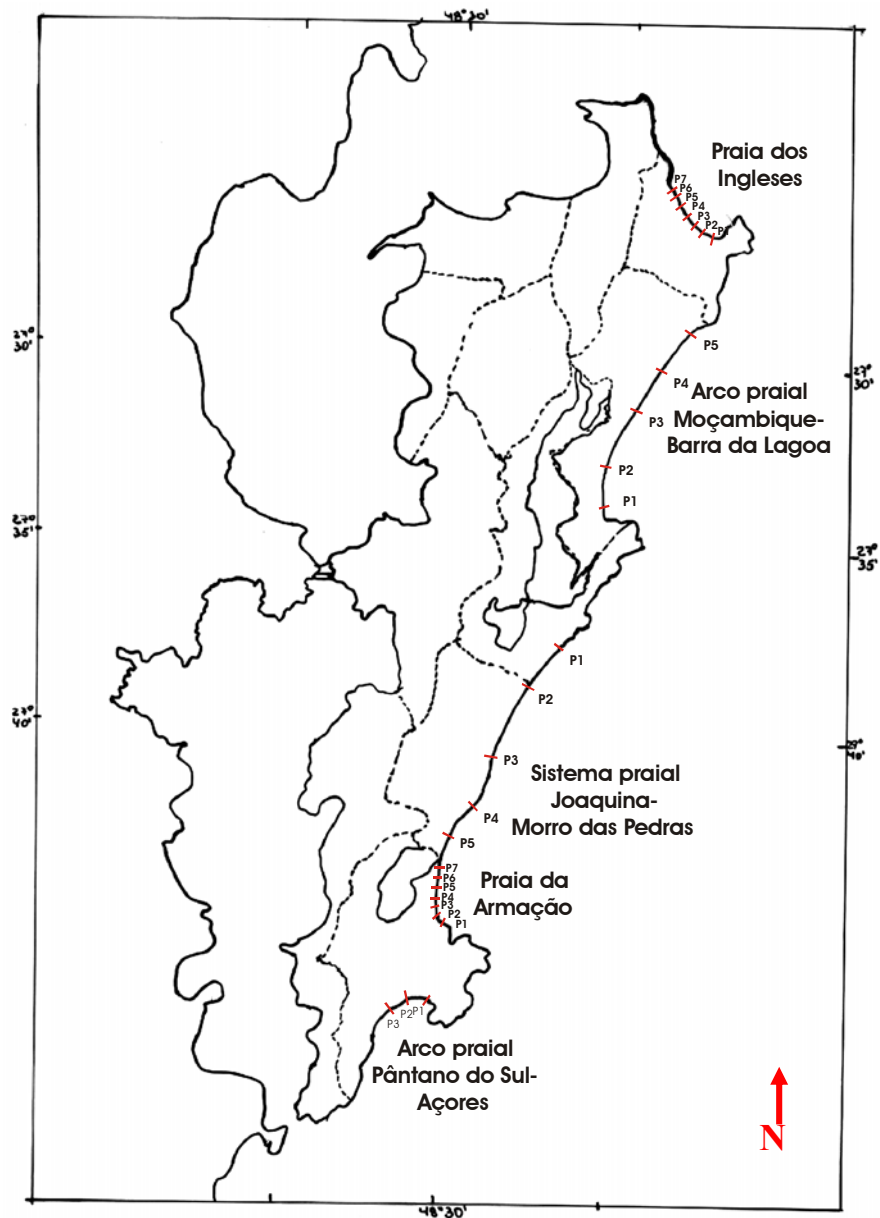 48°30'
Praia dos
Ingleses
P7
P6
P5
P4
P3
P2
P1
27°
30'
P5
27°
30'
P4
Arco praial
Moçambique-
Barra da Lagoa
P3
P2
P1
27°
35'
27°
35'
P1
P2
27°
40'
P3
Sistema praial
Joaquina-
Morro das Pedras
P4
P5
P7
P6
P5
P4
P3
P2
P1
Praia da
Armação
P3
P2
P1
Arco praial
Pântano do Sul-
Açores
N
48°30'